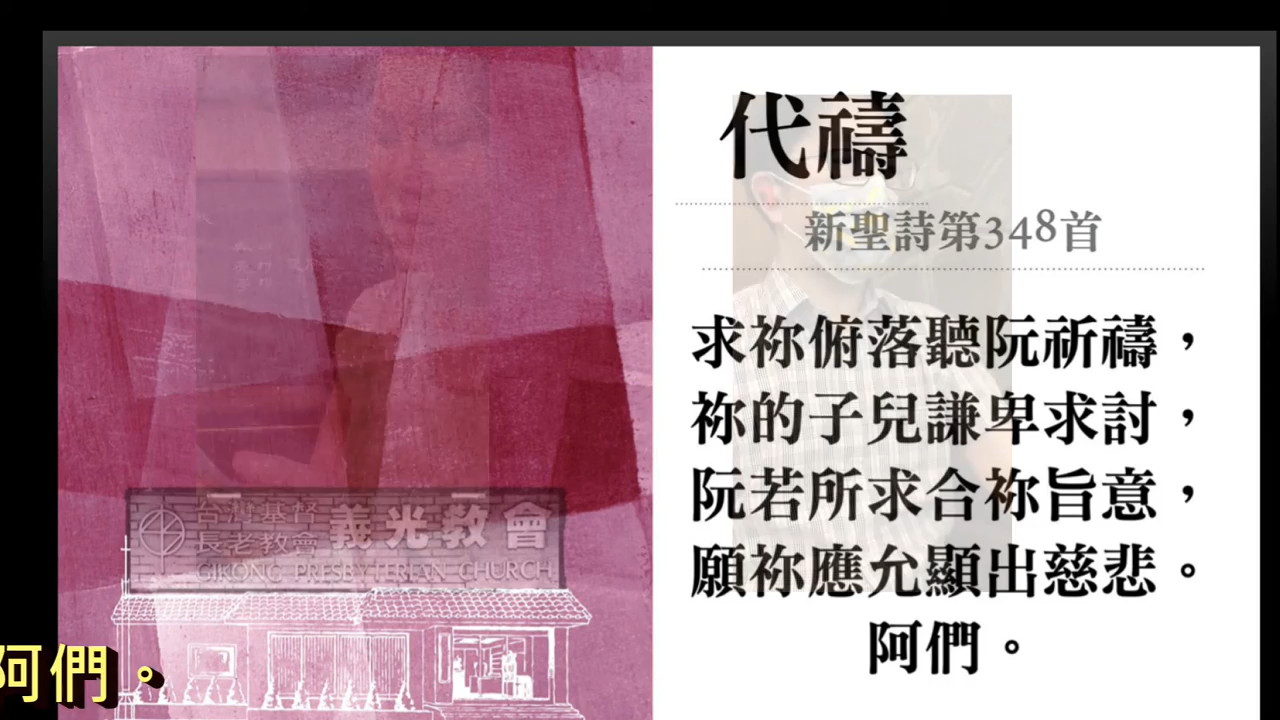 代禱
新聖詩第348首
求祢俯落聽阮祈禱，
祢的子兒謙卑求討，
阮若所求合祢旨意，
願祢應允顯出慈悲。
阿們。
台灣基督
長老教會
義光教會
GIKONG PRESBYTERIAN CHURCH
阿們。